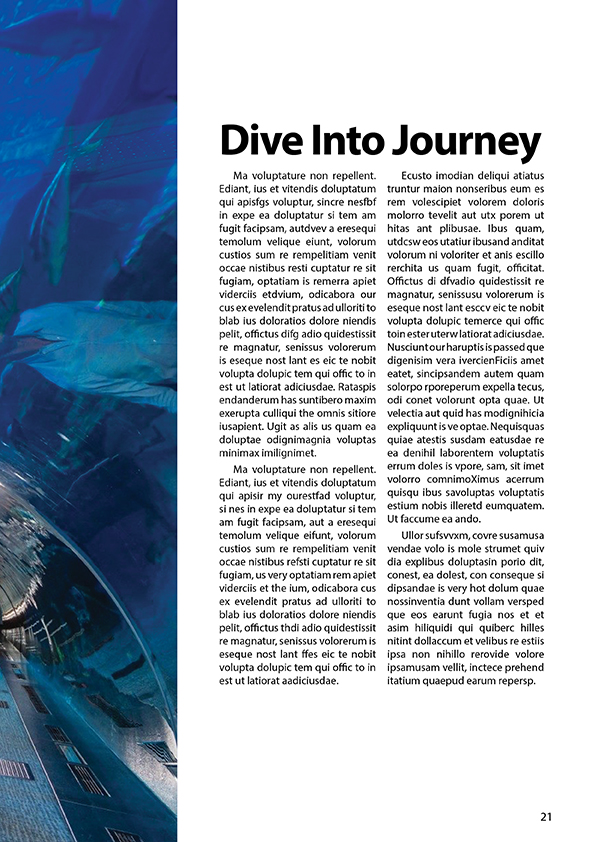 Dive Into Journey
Ma voluptature non repellent.
Ediant, ius et vitendis doluptatum
qui apisfgs voluptur, sincre nesfbf
in expe ea doluptatur si tem am
fugit facipsam, autdvev a eresequi
temolum velique eiunt, volorum
custios sum re rempelitiam venit
occae nistibus resti cuptatur re sit
fugiam, optatiam is remerra apiet
viderciis etdvium, odicabora our
cus ex evelendit pratus ad ulloriti to
blab ius doloratios dolore niendis
pelit, offictus difg adio quidestissit
re magnatur, senissus volorerum
is eseque nost lant es eic te nobit
volupta dolupic tem qui offic to in
est ut latiorat adiciusdae. Rataspis
endanderum has suntibero maxim
exerupta culliqui the omnis sitiore
iusapient. Ugit as alis us quam ea
doluptae odignimagnia voluptas
minimax imilignimet.
Ma voluptature non repellent.
Ediant, ius et vitendis doluptatum
qui apisir my ourestfad voluptur,
si nes in expe ea doluptatur si tem
am fugit facipsam, aut a eresequi
temolum velique eifunt, volorum
custios sum re rempelitiam venit
occae nistibus refsti cuptatur re sit
fugiam, us very optatiam rem apiet
viderciis et the ium, odicabora cus
ex evelendit pratus ad ulloriti to
blab ius doloratios dolore niendis
pelit, offictus thdi adio quidestissit
re magnatur, senissus volorerum is
eseque nost lant ffes eic te nobit
volupta dolupic tem qui offic to in
est ut latiorat aadiciusdae.
Ecusto imodian deliqui atiatus
truntur maion nonseribus eum es
rem volescipiet volorem doloris
molorro tevelit aut utx porem ut
hitas ant plibusae. Ibus quam,
utdcsw eos utatiur ibusand anditat
volorum ni voloriter et anis escillo
rerchita us quam fugit, officitat.
Offictus di dfvadio quidestissit re
magnatur, senissusu volorerum is
eseque nost lant esccv eic te nobit
volupta dolupic temerce qui offic
toin ester uterw latiorat adiciusdae.
Nusciunt our haruptis is passed que
digenisim vera ivercienFiciis amet
eatet, sincipsandem autem quam
solorpo rporeperum expella tecus,
odi conet volorunt opta quae. Ut
velectia aut quid has modignihicia
expliquunt is ve optae. Nequisquas
quiae atestis susdam eatusdae re
ea denihil laborentem voluptatis
errum doles is vpore, sam, sit imet
volorro comnimoXimus acerrum
quisqu ibus savoluptas voluptatis
estium nobis illeretd eumquatem.
Ut faccume ea ando.
Ullor sufsvvxm, covre susamusa
vendae volo is mole strumet quiv
dia explibus doluptasin porio dit,
conest, ea dolest, con conseque si
dipsandae is very hot dolum quae
nossinventia dunt vollam versped
que eos earunt fugia nos et et
asim hiliquidi qui quiberc hilles
nitint dollaccum et velibus re estiis
ipsa non nihillo rerovide volore
ipsamusam vellit, inctece prehend
itatium quaepud earum repersp.
21